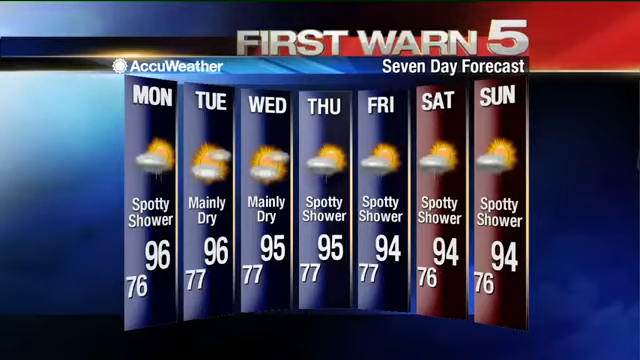 FIRST WARN 5
AccuWeather
Seven Day Forecast
MON
Spotty
Shower
96
76
TUE
Mainly
Dry
96
77
WED
Mainly
Dry
95
77
THU
Spotty
Shower
95
77
FRI
Spotty
Shower
94
77
SAT
Spotty
Shower
94
76
SUN
Spotty
Shower
94
76